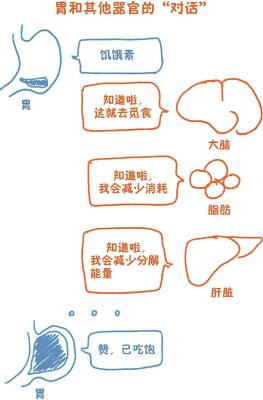 胃和其他器官的“对话”
饥饿素
胃
知道啦，
这就去觅食
大脑
知道啦，
我会减少消耗
脂肪
知道啦，
我会减少分解
能量
肝脏
赞，已吃饱
胃